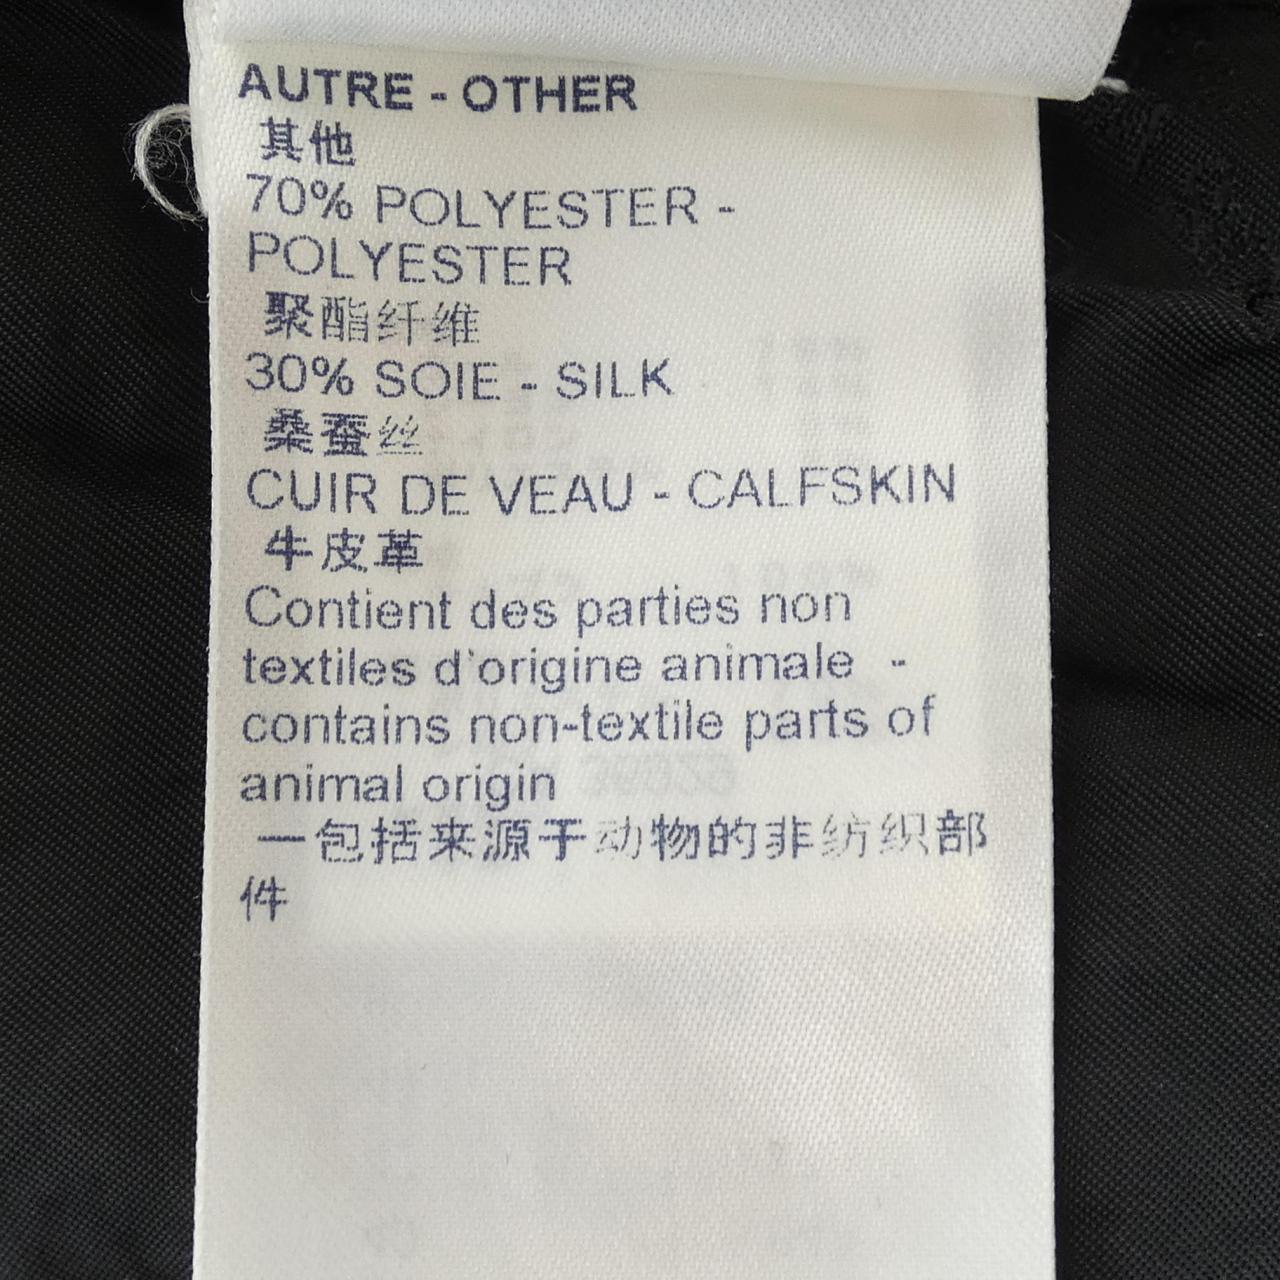 AUTRE - OTHER
其他
70% POLYESTER -
POLYESTER
聚酯纤维
30% SOIE - SILK
桑蚕丝
CUIR DE VEAU - CALFSKIN
牛皮革
Contient des parties non
textiles d'origine animale -
contains non-textile parts of
animal origin
一包括来源于动物的非纺织部
件